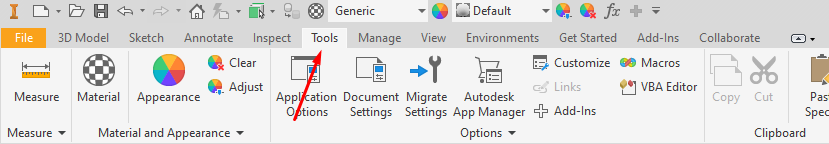 Generic Default
File 3D Model Sketch Annotate Inspect Tools Manage View Environments Get Started Add-Ins Collaborate
Measure
Material
Appearance
Clear
Adjust
Application
Options
Document
Settings
Migrate
Settings
Autodesk
App Manager
Customize
Links
Add-Ins
Macros
VBA Editor
Copy
Cut
Measure Material and Appearance Options Clipboard